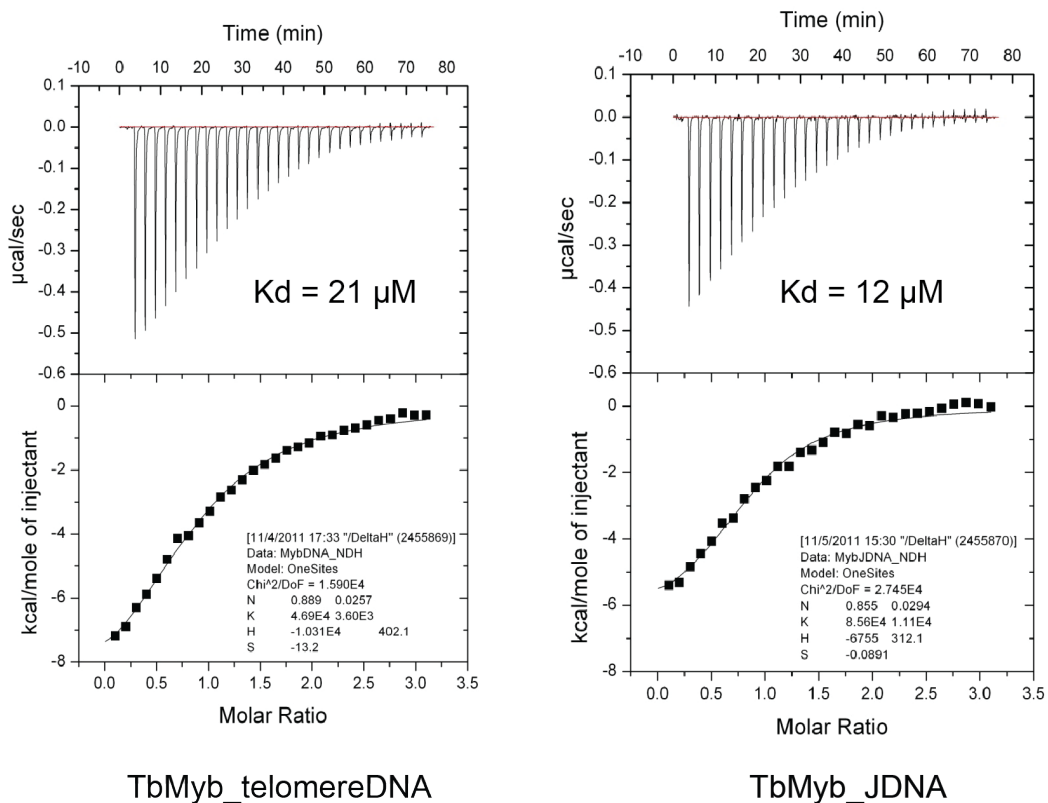 Time (min)
-10 0 10 20 30 40 50 60 70 80
0.1
0.0
-0.1
-0.2
-0.3
-0.4
-0.5
-0.6
µcal/sec
Kd = 21 µM
0
-2
-4
-6
-8
kcal/mole of injectant
[11/4/2011 17:33 "/DeltaH" (2455869)]
Data: MybDNA_NDH
Model: OneSites
Chi^2/DoF = 1.590E4
N 0.889 0.0257
K 4.69E4 3.60E3
H -1.031E4 402.1
S -13.2
0.0 0.5 1.0 1.5 2.0 2.5 3.0 3.5
Molar Ratio
TbMyb_telomereDNA
Time (min)
-10 0 10 20 30 40 50 60 70 80
0.1
0.0
-0.1
-0.2
-0.3
-0.4
-0.5
-0.6
µcal/sec
Kd = 12 µM
0
-2
-4
-6
-8
kcal/mole of injectant
[11/5/2011 15:30 "/DeltaH" (2455870)]
Data: MybJDNA_NDH
Model: OneSites
Chi^2/DoF = 2.745E4
N 0.855 0.0294
K 8.56E4 1.11E4
H -6755 312.1
S -0.0891
0.0 0.5 1.0 1.5 2.0 2.5 3.0 3.5
Molar Ratio
TbMyb_JDNA